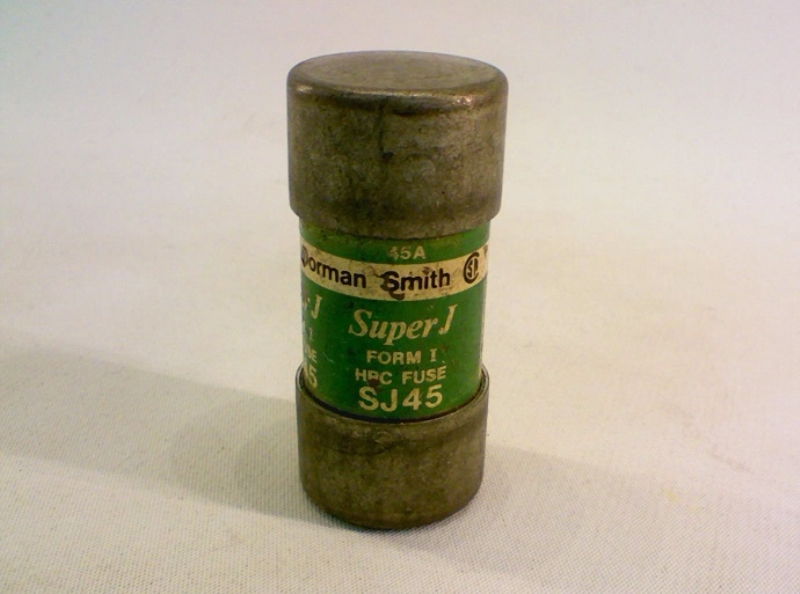 45A
Dorman Smith
Super J
FORM I
HRC FUSE
SJ45